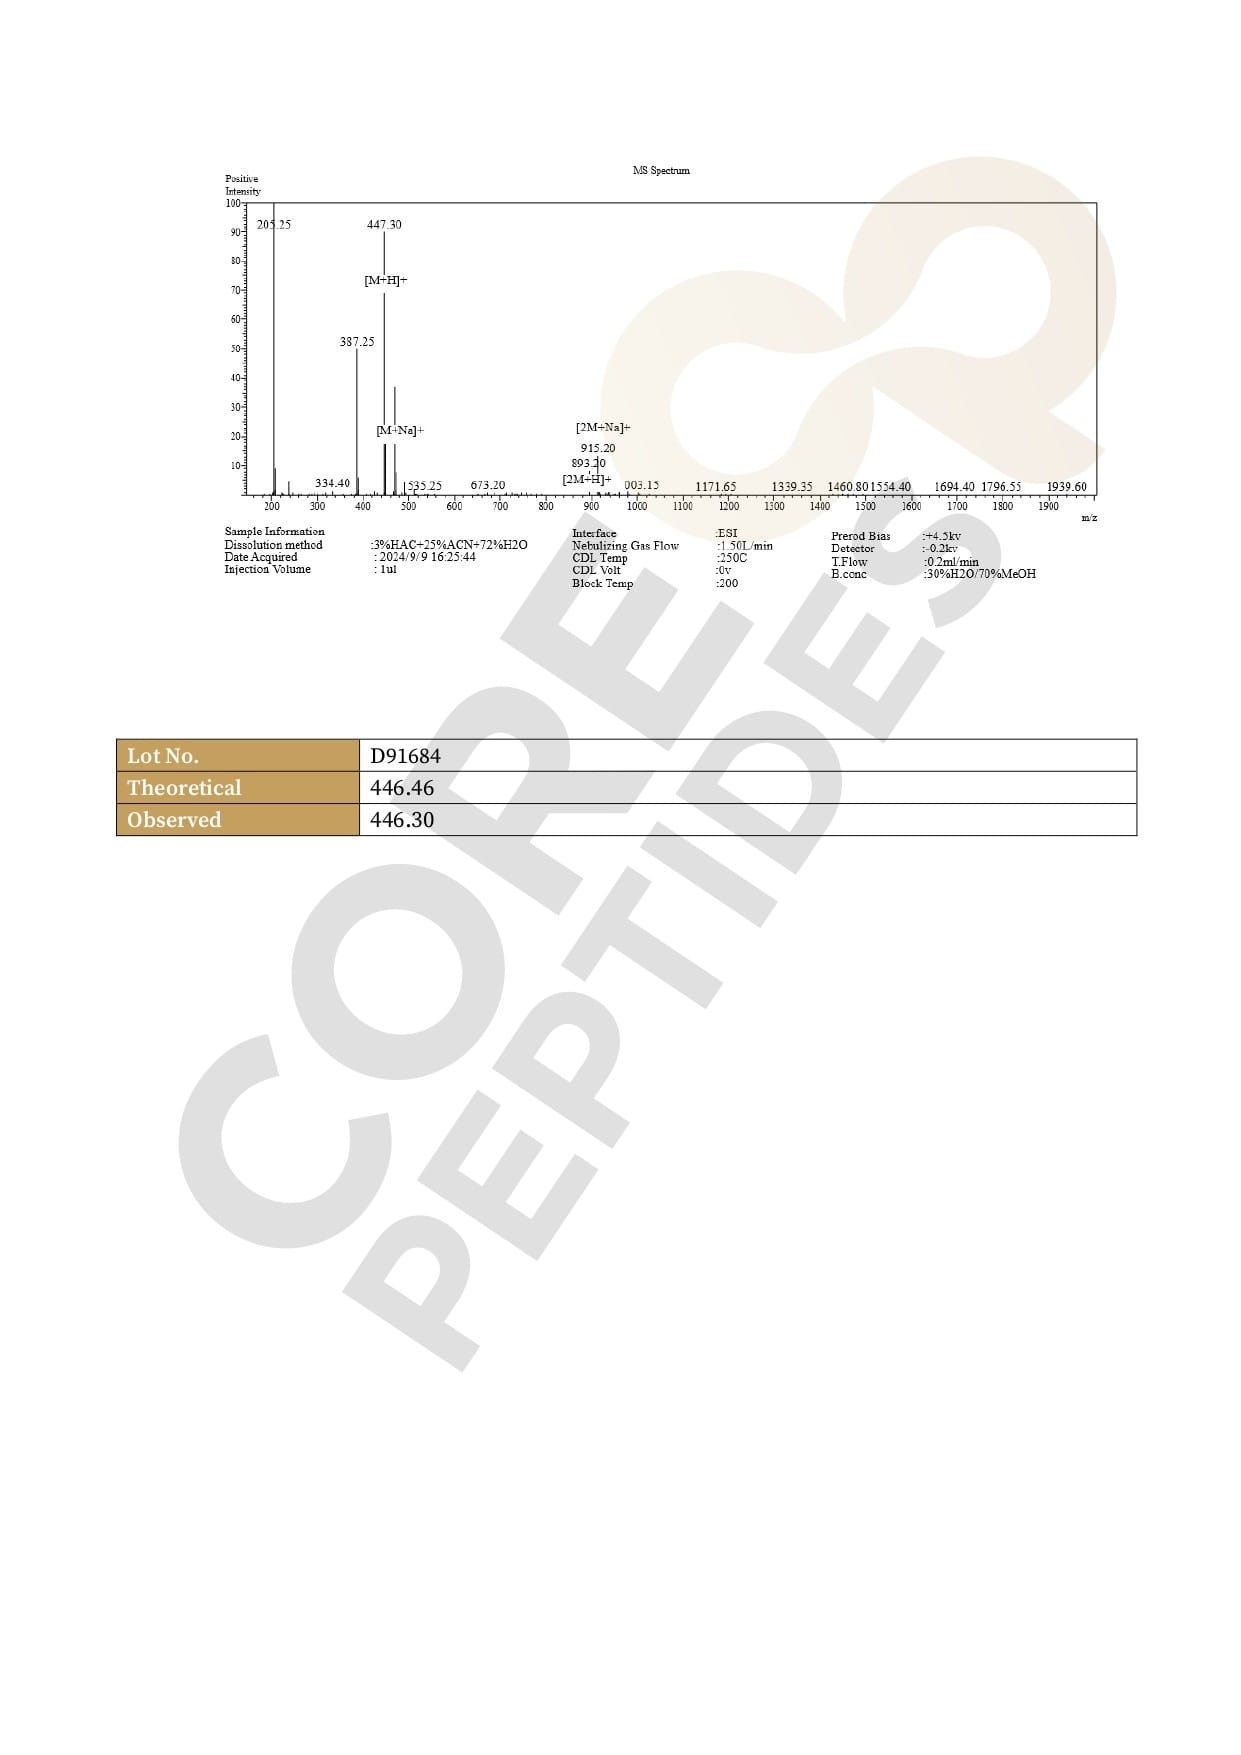 MS Spectrum
Positive
Intensity
100
205.25 447.30
90
80
[M+H]+
70
60
387.25
50
40
30
[M+Na]+ [2M+Na]+
20
915.20
893.20
10
[2M+H]+
334.40 535.25 673.20 003.15 1171.65 1339.35 1460.80 1554.40 1694.40 1796.55 1939.60
200 300 400 500 600 700 800 900 1000 1100 1200 1300 1400 1500 1600 1700 1800 1900
m/z
Sample Information
Dissolution method :3%HAC+25%ACN+72%H2O
Date Acquired : 2024/9/9 16:25:44
Injection Volume : 1ul
Interface :ESI
Nebulizing Gas Flow :1.50L/min
CDL Temp :250C
CDL Volt :0v
Block Temp :200
Prerod Bias :+4.5kv
Detector :-0.2kv
T.Flow :0.2ml/min
B.conc :30%H2O/70%MeOH
Lot No. D91684
Theoretical 446.46
Observed 446.30
CORE
PEPTIDES